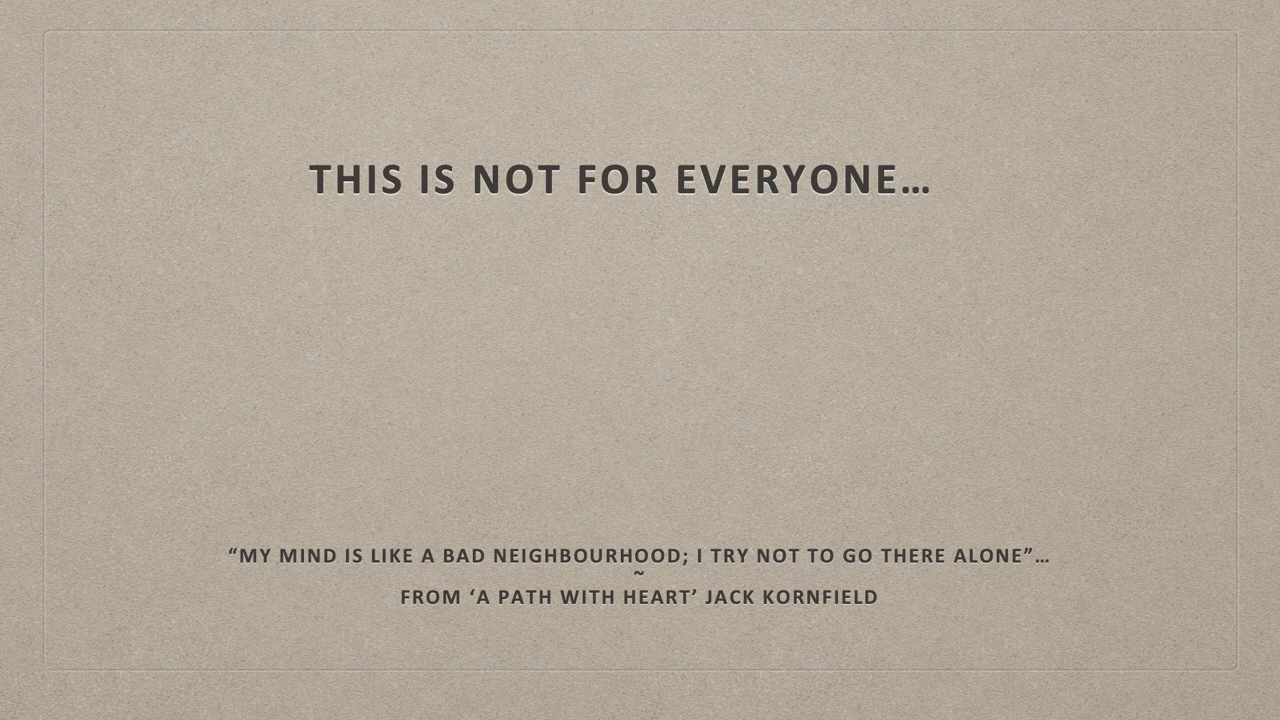 THIS IS NOT FOR EVERYONE…
“MY MIND IS LIKE A BAD NEIGHBOURHOOD; I TRY NOT TO GO THERE ALONE”…
~
FROM ‘A PATH WITH HEART’ JACK KORNFIELD